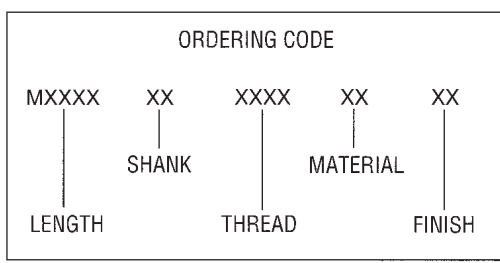 ORDERING CODE
MXXXX XX XXXX XX XX
SHANK MATERIAL
LENGTH THREAD FINISH